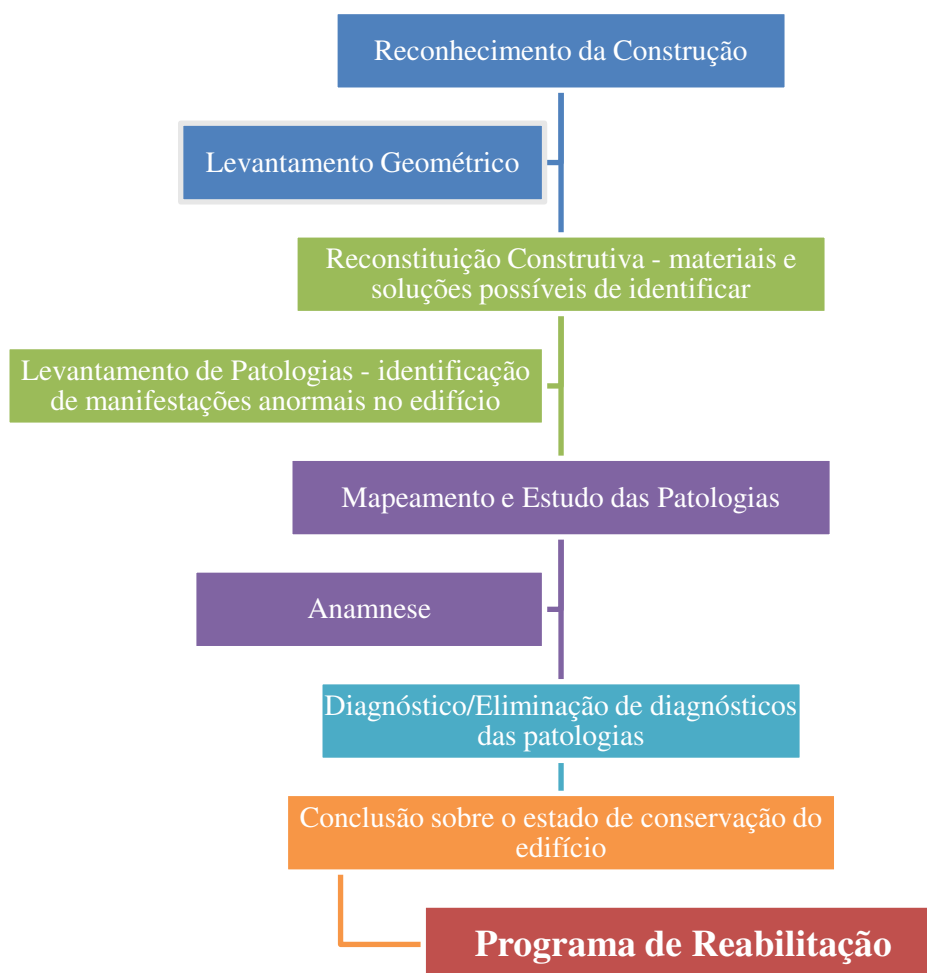 Reconhecimento da Construção
Levantamento Geométrico
Reconstituição Construtiva - materiais e
soluções possíveis de identificar
Levantamento de Patologias - identificação
de manifestações anormais no edifício
Mapeamento e Estudo das Patologias
Anamnese
Diagnóstico/Eliminação de diagnósticos
das patologias
Conclusão sobre o estado de conservação do
edifício
Programa de Reabilitação